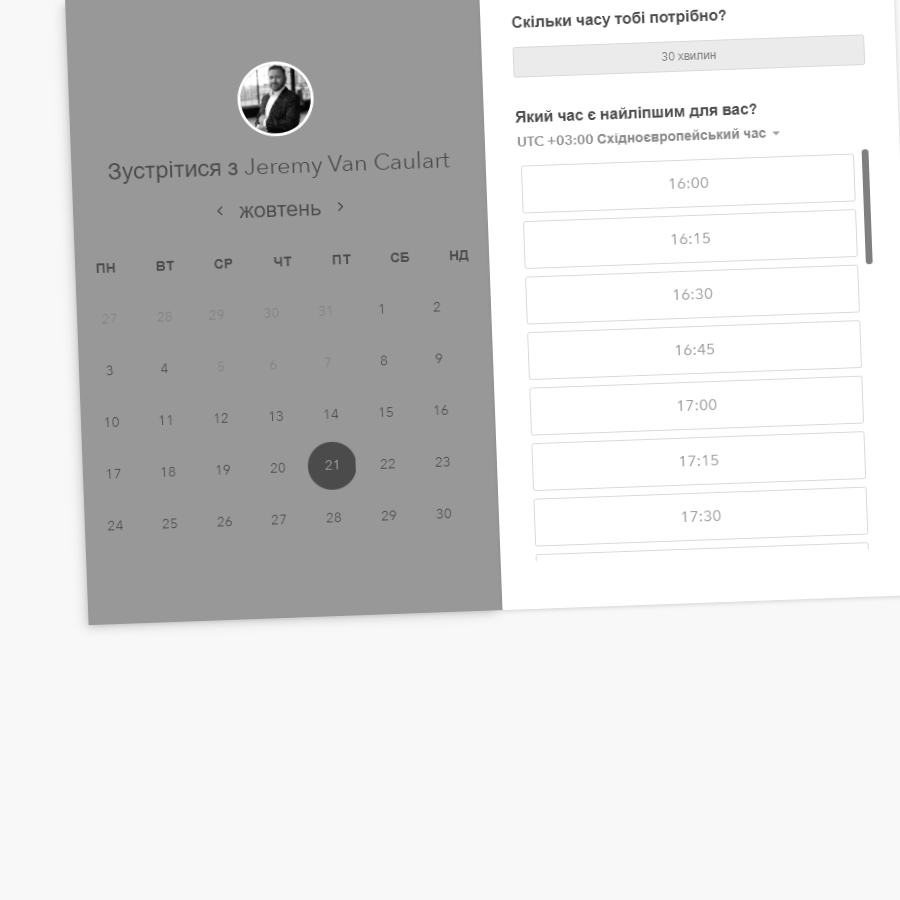 Зустрітися з Jeremy Van Caulart
‹ жовтень ›
ПН ВТ СР ЧТ ПТ СБ НД
27 28 29 30 31 1 2
3 4 5 6 7 8 9
10 11 12 13 14 15 16
17 18 19 20 21 22 23
24 25 26 27 28 29 30
Скільки часу тобі потрібно?
30 хвилин
Який час є найліпшим для вас?
UTC +03:00 Східноєвропейський час
16:00
16:15
16:30
16:45
17:00
17:15
17:30